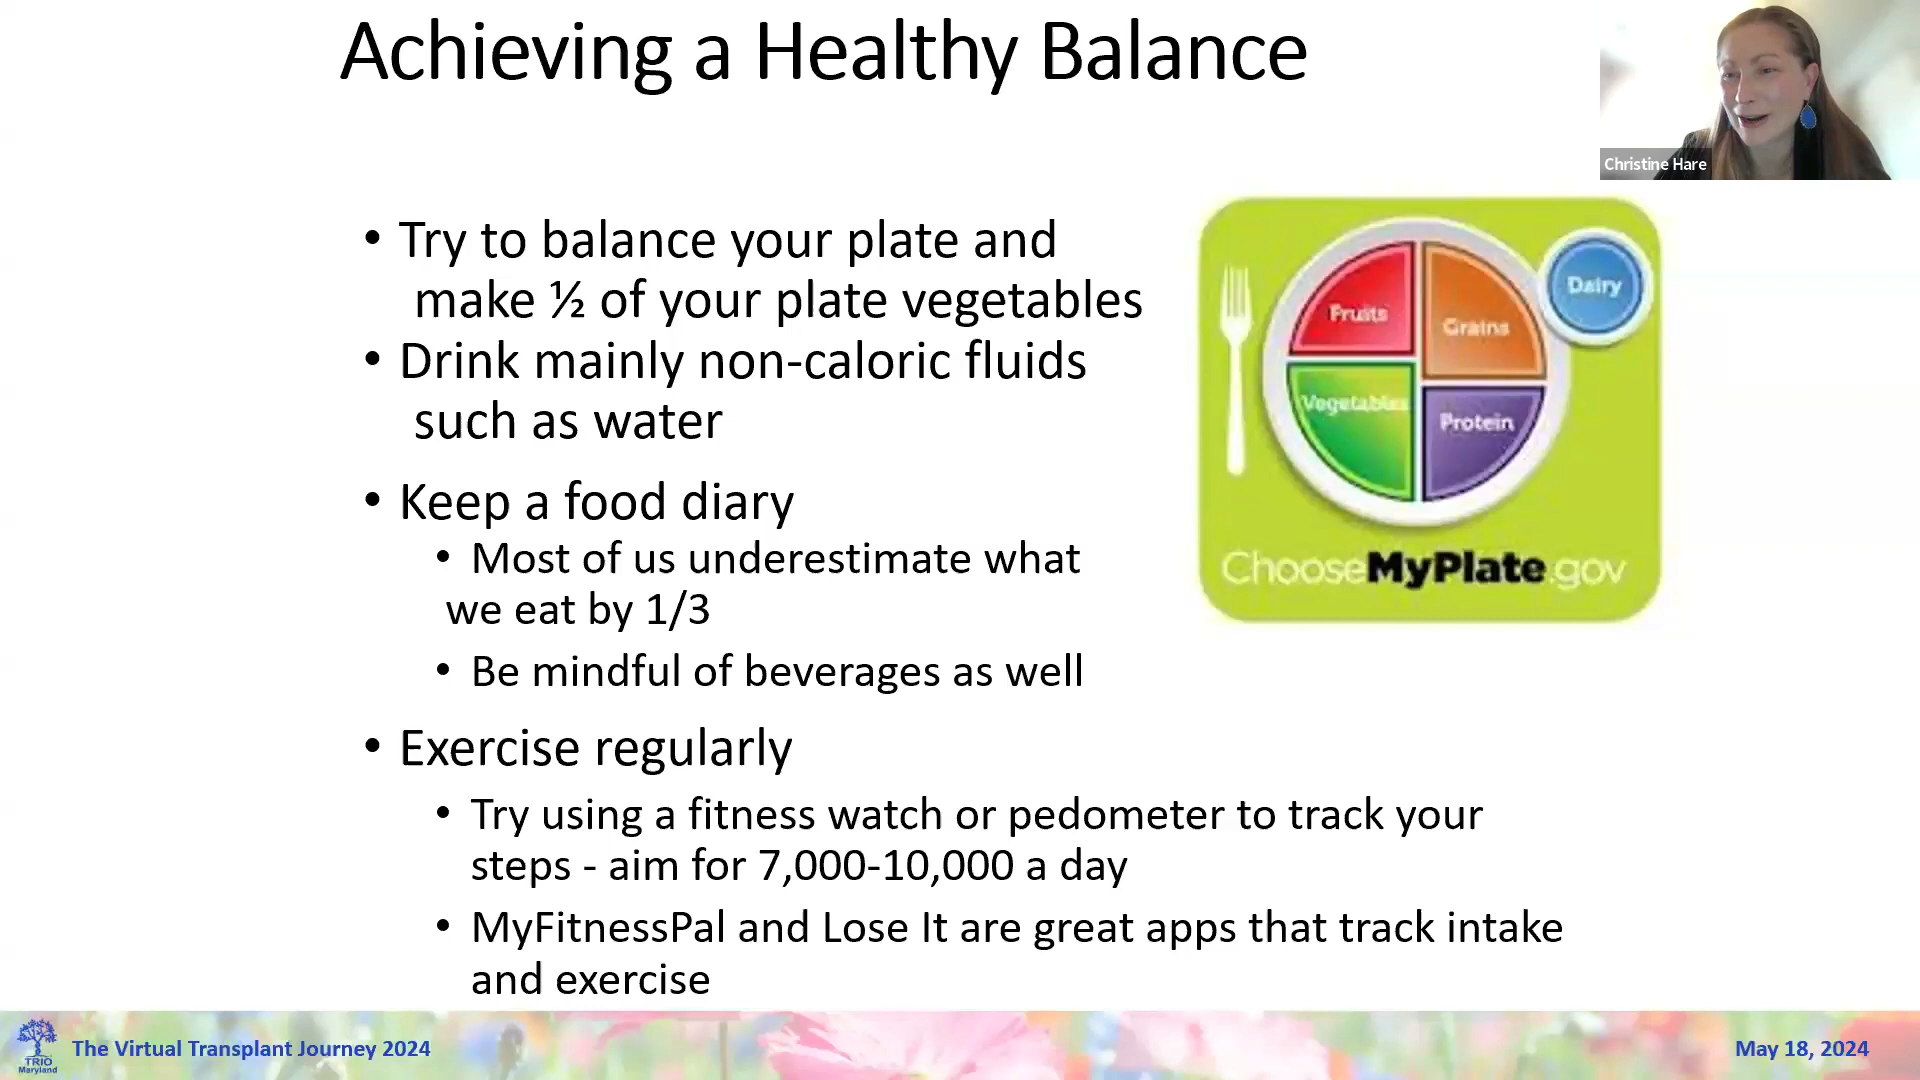 Achieving a Healthy Balance
Christine Hare
• Try to balance your plate and
make ½ of your plate vegetables
• Drink mainly non-caloric fluids
such as water
• Keep a food diary
• Most of us underestimate what
we eat by 1/3
• Be mindful of beverages as well
• Exercise regularly
• Try using a fitness watch or pedometer to track your
steps - aim for 7,000-10,000 a day
• MyFitnessPal and Lose It are great apps that track intake
and exercise
Dairy
Fruits
Grains
Vegetables
Protein
ChooseMyPlate.gov
TRIO
Maryland
The Virtual Transplant Journey 2024
May 18, 2024